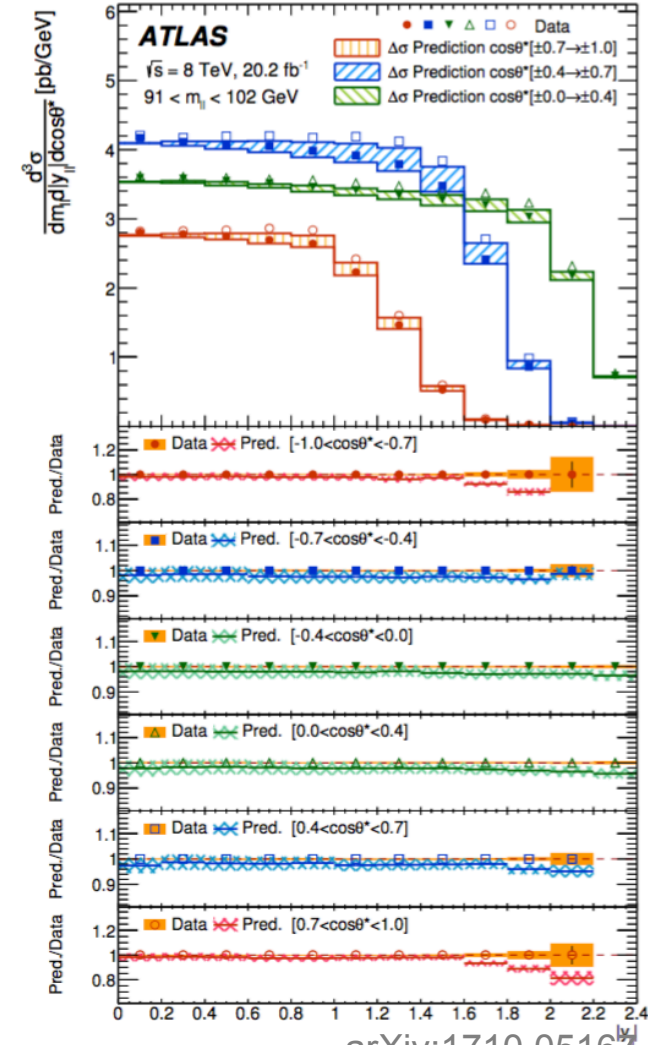 ATLAS
√s = 8 TeV, 20.2 fb⁻¹
91 < m_ll < 102 GeV
Data
Δσ Prediction cosθ*[±0.7→±1.0]
Δσ Prediction cosθ*[±0.4→±0.7]
Δσ Prediction cosθ*[±0.0→±0.4]
d³σ
dm_ll d|y_ll|dcosθ*
[pb/GeV]
6
5
4
3
2
1
Data Pred. [-1.0<cosθ*<-0.7]
Pred./Data
1.2
1
0.8
Data Pred. [-0.7<cosθ*<-0.4]
Pred./Data
1.1
1
0.9
Data Pred. [-0.4<cosθ*<0.0]
Pred./Data
1.1
1
0.9
Data Pred. [0.0<cosθ*<0.4]
Pred./Data
1.1
1
0.9
Data Pred. [0.4<cosθ*<0.7]
Pred./Data
1.1
1
0.9
Data Pred. [0.7<cosθ*<1.0]
Pred./Data
1.2
1
0.8
0 0.2 0.4 0.6 0.8 1 1.2 1.4 1.6 1.8 2 2.2 2.4